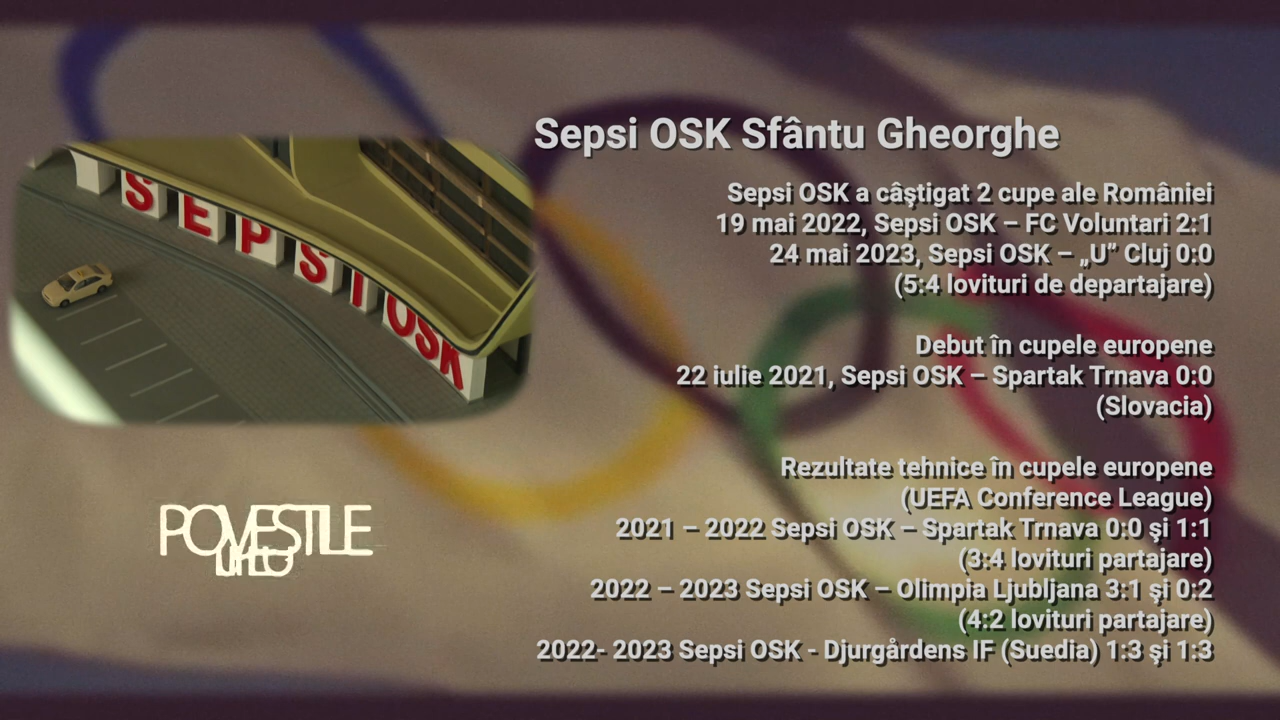 Sepsi OSK Sfântu Gheorghe
SEPSI OSK
Sepsi OSK a câştigat 2 cupe ale României
19 mai 2022, Sepsi OSK – FC Voluntari 2:1
24 mai 2023, Sepsi OSK – „U” Cluj 0:0
(5:4 lovituri de departajare)
Debut în cupele europene
22 iulie 2021, Sepsi OSK – Spartak Trnava 0:0
(Slovacia)
Rezultate tehnice în cupele europene
(UEFA Conference League)
2021 – 2022 Sepsi OSK – Spartak Trnava 0:0 şi 1:1
(3:4 lovituri partajare)
2022 – 2023 Sepsi OSK – Olimpia Ljubljana 3:1 şi 0:2
(4:2 lovituri partajare)
2022- 2023 Sepsi OSK - Djurgårdens IF (Suedia) 1:3 şi 1:3
POVESTILE